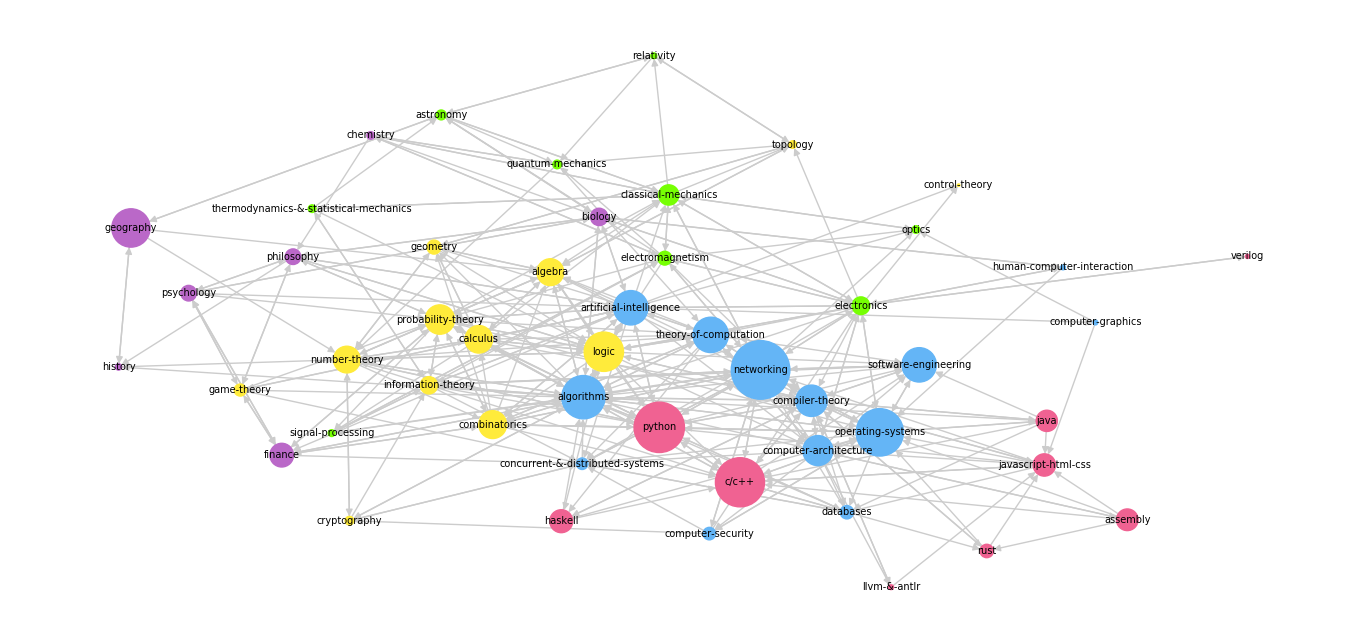 relativity
astronomy
chemistry
topology
quantum-mechanics
control-theory
classical-mechanics
thermodynamics-&-statistical-mechanics
biology
geography
optics
geometry
philosophy
electromagnetism
verilog
human-computer-interaction
algebra
psychology
artificial-intelligence
electronics
probability-theory
computer-graphics
theory-of-computation
calculus
logic
number-theory
history
networking
software-engineering
information-theory
game-theory
algorithms
compiler-theory
java
combinatorics
python
signal-processing
operating-systems
computer-architecture
finance
concurrent-&-distributed-systems
javascript-html-css
c/c++
databases
cryptography
haskell
assembly
computer-security
rust
llvm-&-antlr